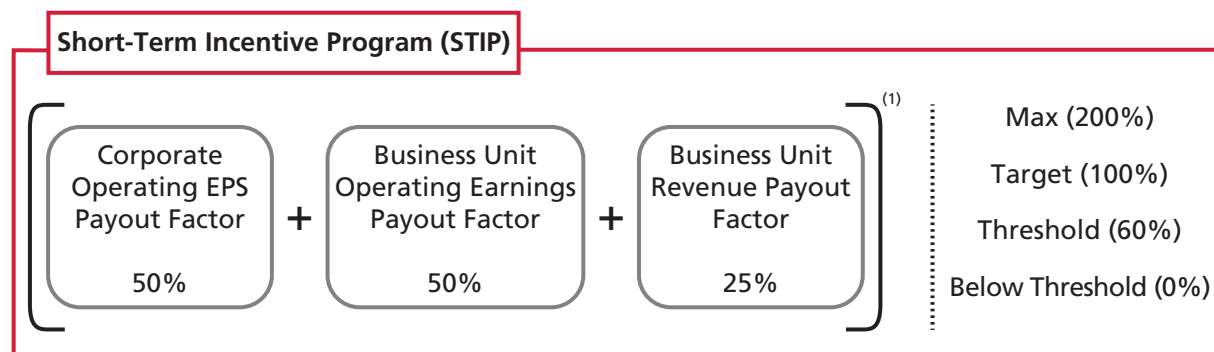 Short-Term Incentive Program (STIP)
Corporate
Operating EPS
Payout Factor
50%
+
Business Unit
Operating Earnings
Payout Factor
50%
+
Business Unit
Revenue Payout
Factor
25%
(1)
Max (200%)
Target (100%)
Threshold (60%)
Below Threshold (0%)